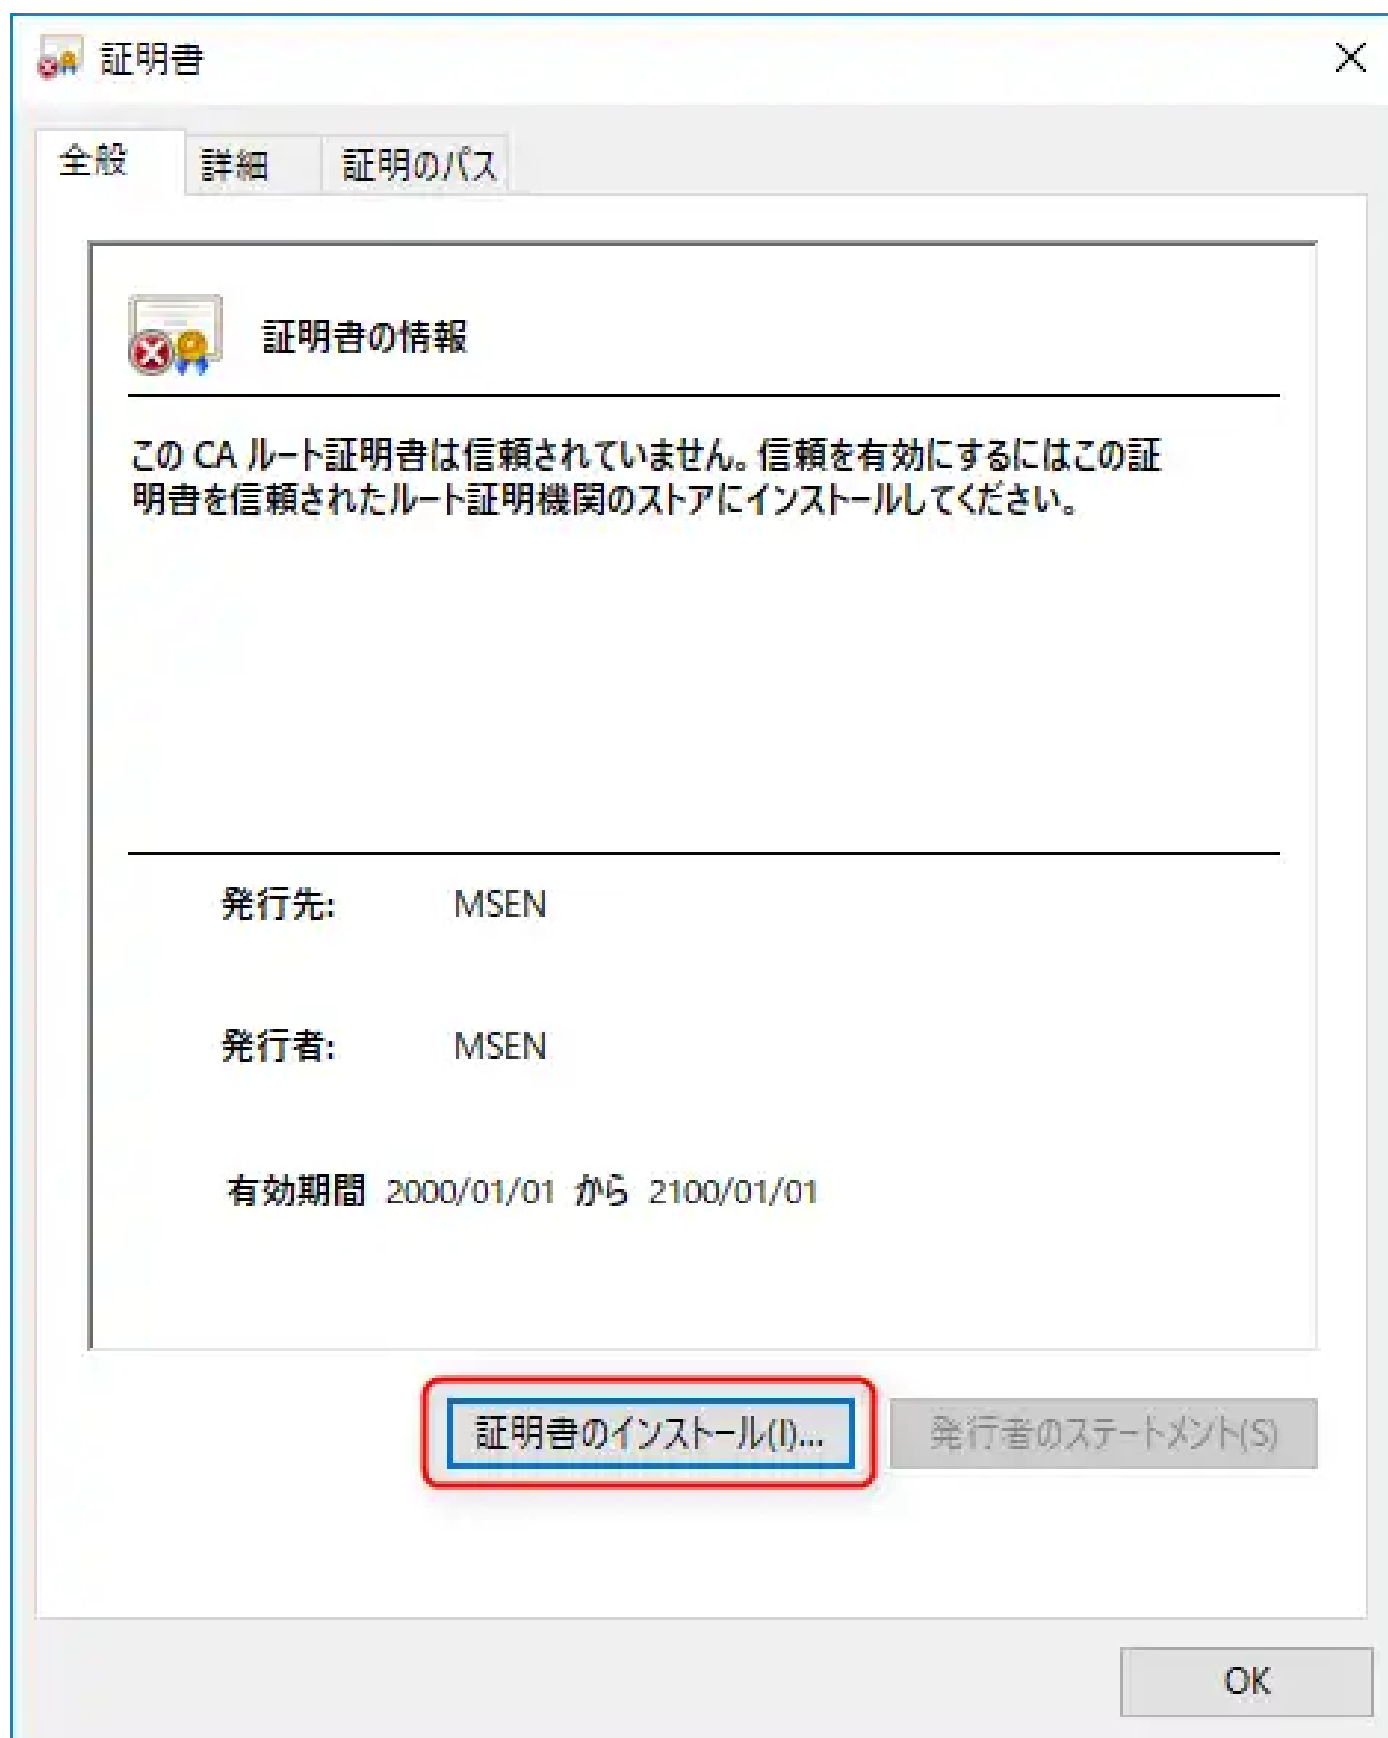 証明書
全般 詳細 証明のパス
証明書の情報
この CA ルート証明書は信頼されていません。信頼を有効にするにはこの証
明書を信頼されたルート証明機関のストアにインストールしてください。
発行先: MSEN
発行者: MSEN
有効期間 2000/01/01 から 2100/01/01
証明書のインストール(I)... 発行者のステートメント(S)
OK